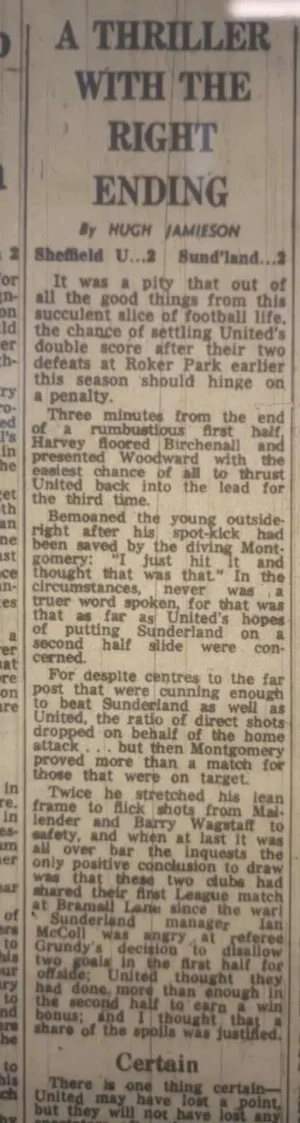 A THRILLER
WITH THE
RIGHT
ENDING
By HUGH JAMIESON
Sheffield U...2 Sund'land...2
It was a pity that out of
all the good things from this
succulent slice of football life,
the chance of settling United's
double score after their two
defeats at Roker Park earlier
this season should hinge on
a penalty.
Three minutes from the end
of a rumbustious first half,
Harvey floored Birchenall and
presented Woodward with the
easiest chance of all to thrust
United back into the lead for
the third time.
Bemoaned the young outside-
right after his spot-kick had
been saved by the diving Mont-
gomery: "I just hit it and
thought that was that." In the
circumstances, never was a
truer word spoken, for that was
that as far as United's hopes
of putting Sunderland on a
second half slide were con-
cerned.
For despite centres to the far
post that were cunning enough
to beat Sunderland as well as
United, the ratio of direct shots
dropped on behalf of the home
attack . . . but then Montgomery
proved more than a match for
those that were on target.
Twice he stretched his lean
frame to flick shots from Mal-
lender and Barry Wagstaff to
safety, and when at last it was
all over bar the inquests the
only positive conclusion to draw
was that these two clubs had
shared their first League match
at Bramall Lane since the war!
Sunderland manager Ian
McColl was angry at referee
Grundy's decision to disallow
two goals in the first half for
offside; United thought they
had done more than enough in
the second half to earn a win
bonus; and I thought that a
share of the spoils was justified.
Certain
There is one thing certain—
United may have lost a point,
but they will not have lost any